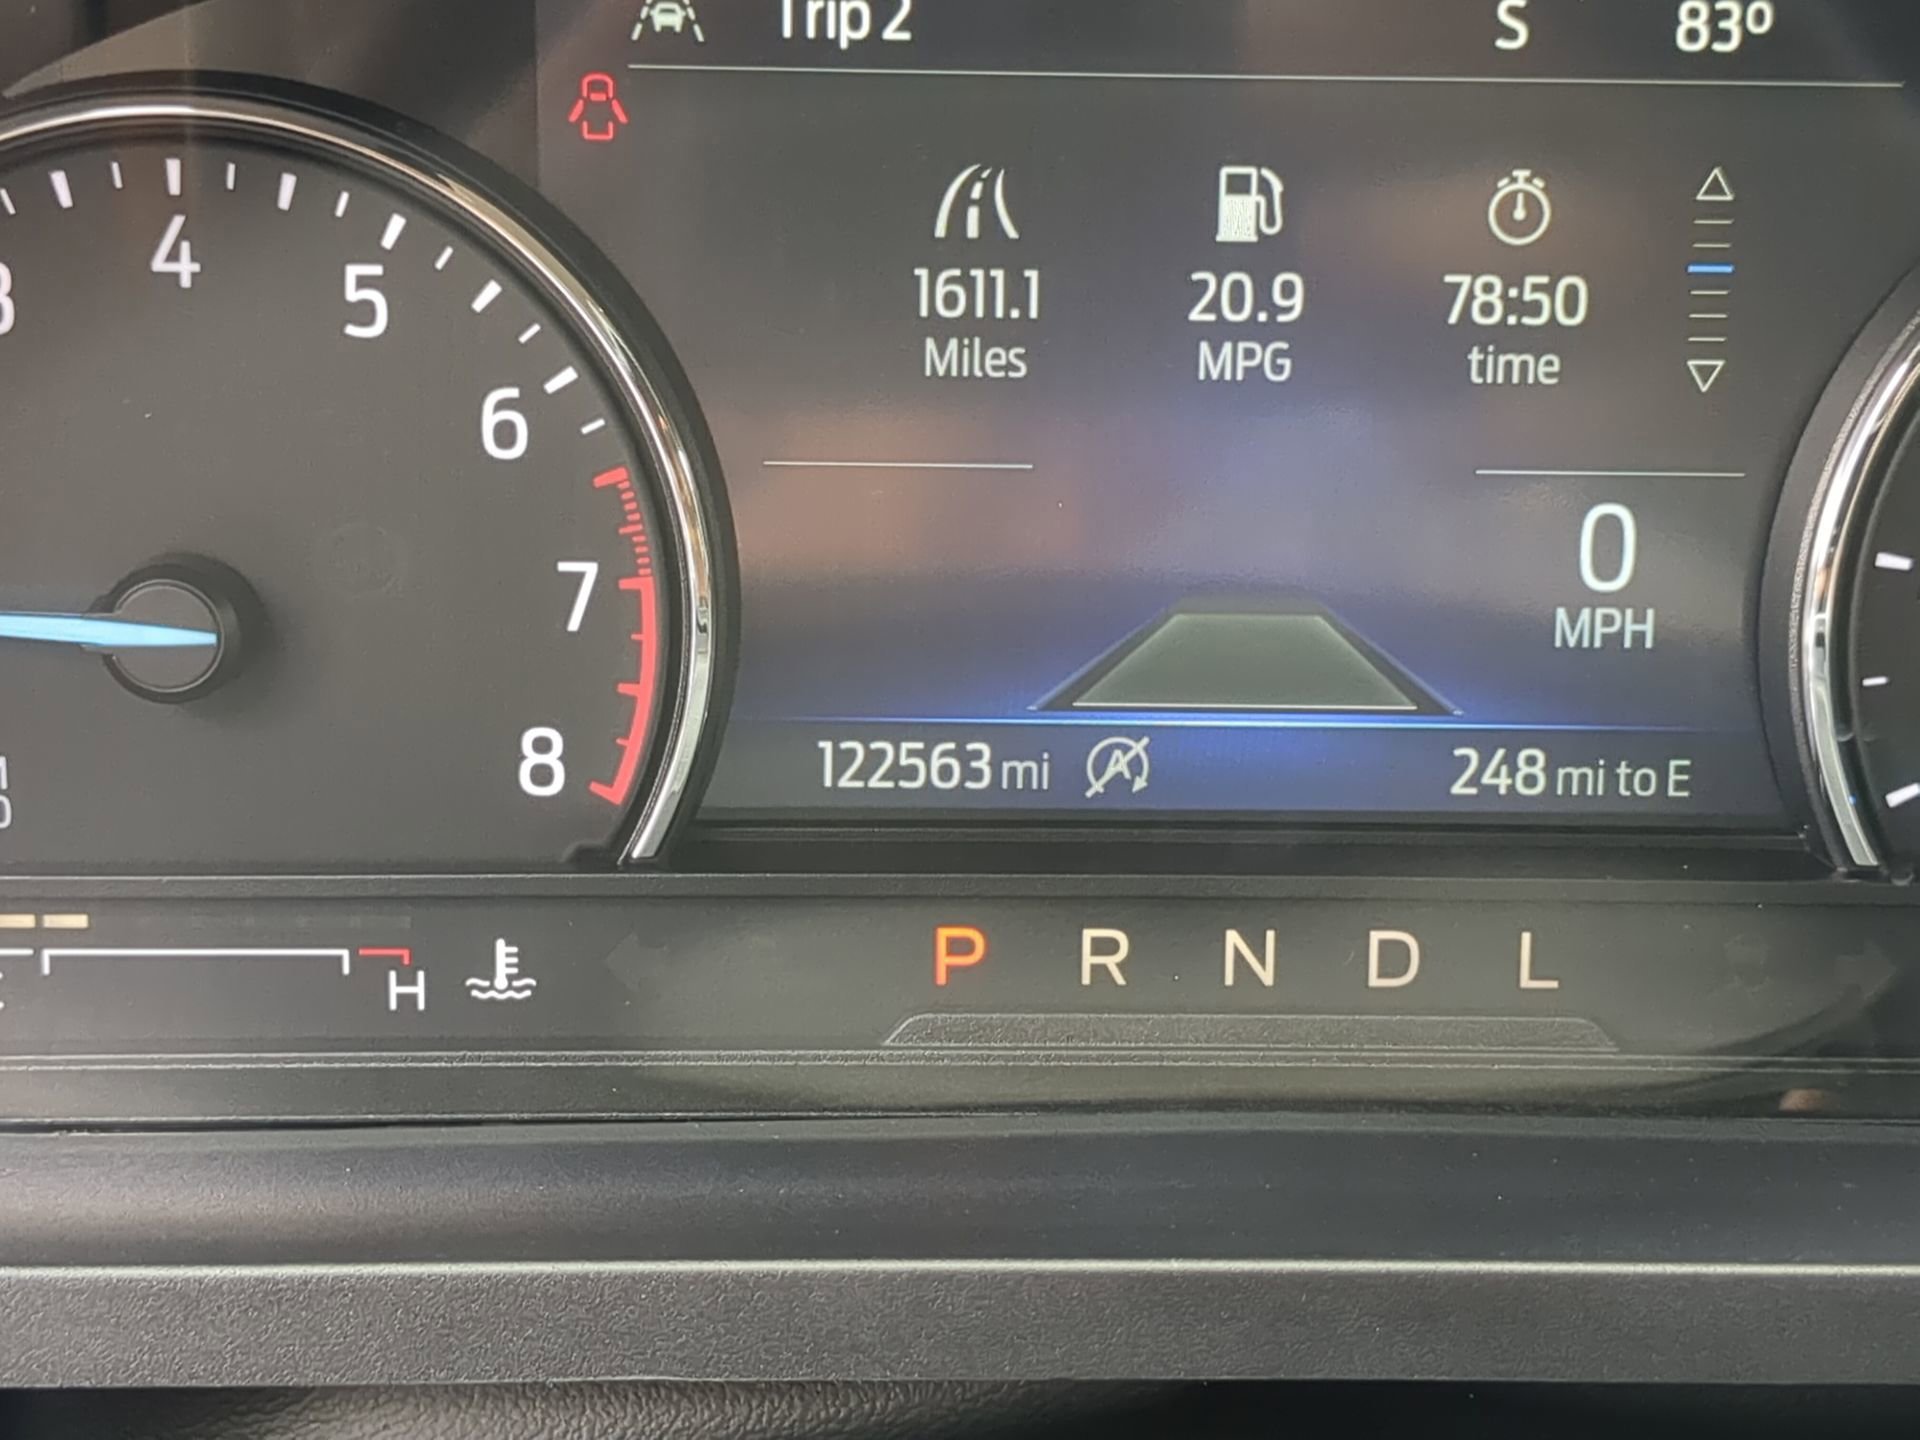 Trip 2
S
83°
1611.1
Miles
20.9
MPG
78:50
time
3
4
5
6
7
8
0
MPH
122563 mi
A
248 mi to E
H
P R N D L